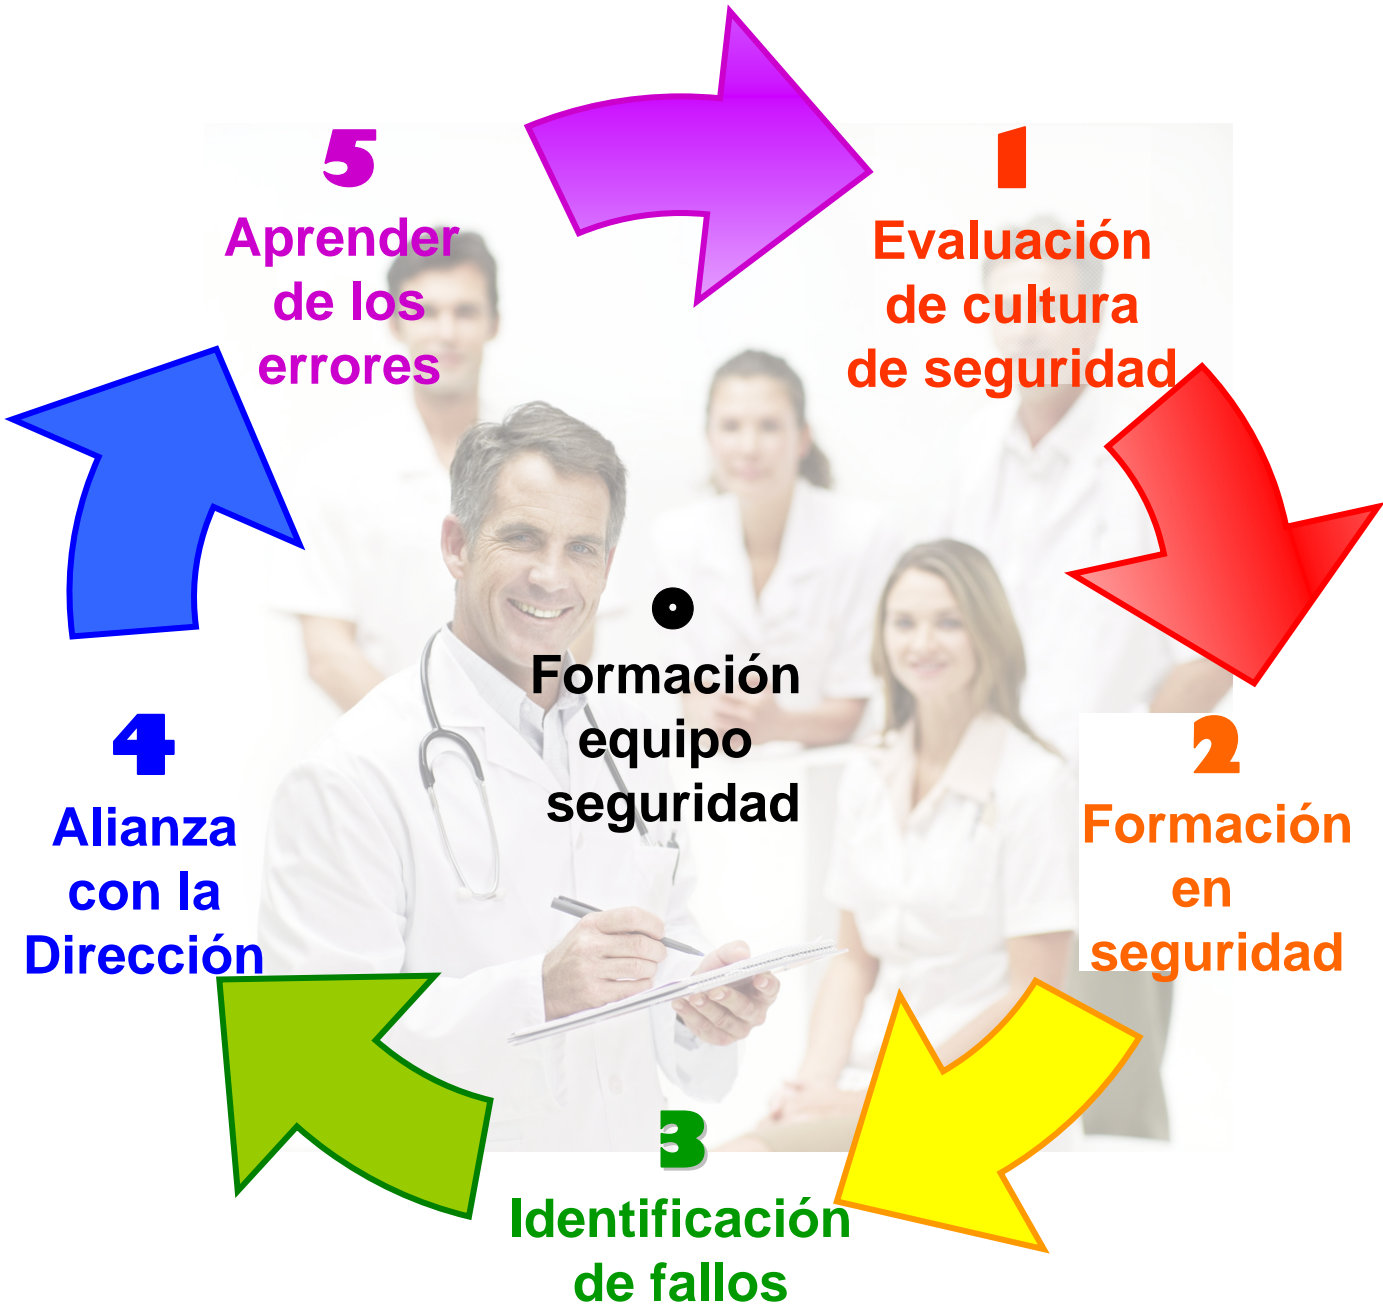 0
Formación
equipo
seguridad
1
Evaluación
de cultura
de seguridad
2
Formación
en
seguridad
3
Identificación
de fallos
4
Alianza
con la
Dirección
5
Aprender
de los
errores